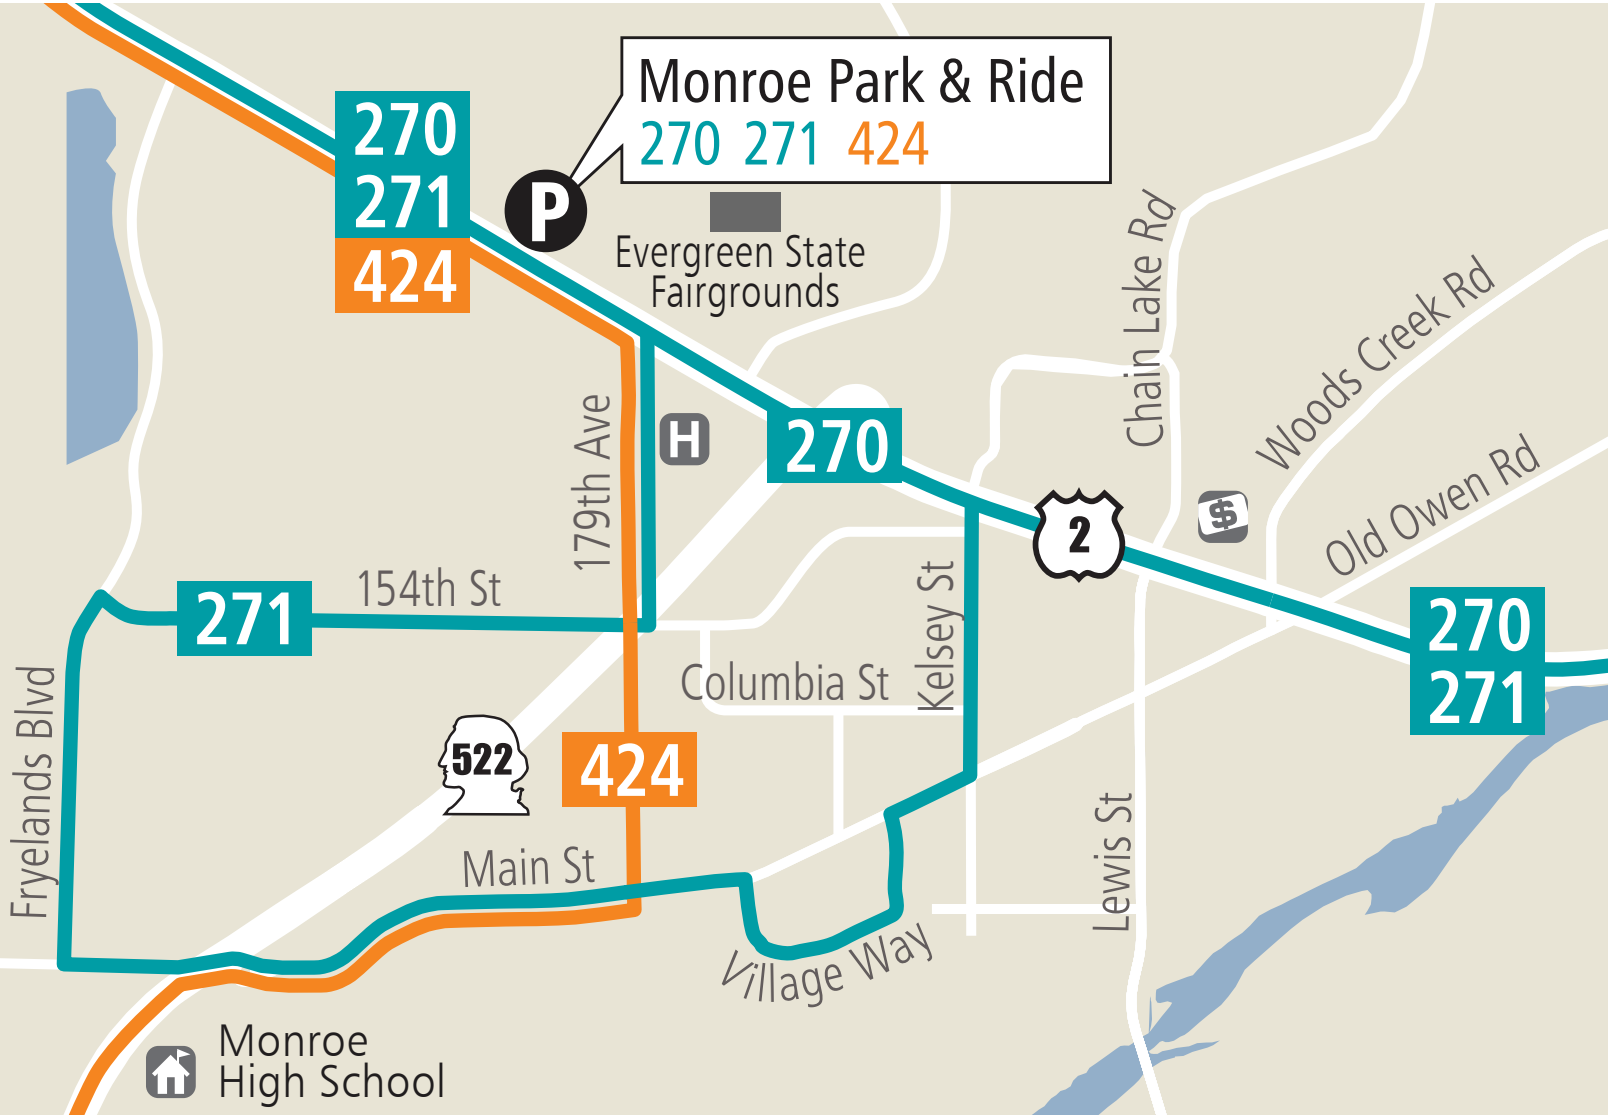 Monroe Park & Ride
270 271 424
270
271
424
P
Evergreen State
Fairgrounds
Chain Lake Rd
Woods Creek Rd
Old Owen Rd
179th Ave
H
270
2
$
154th St
271
Kelsey St
270
271
Columbia St
Fryelands Blvd
522
424
Main St
Lewis St
Village Way
Monroe
High School